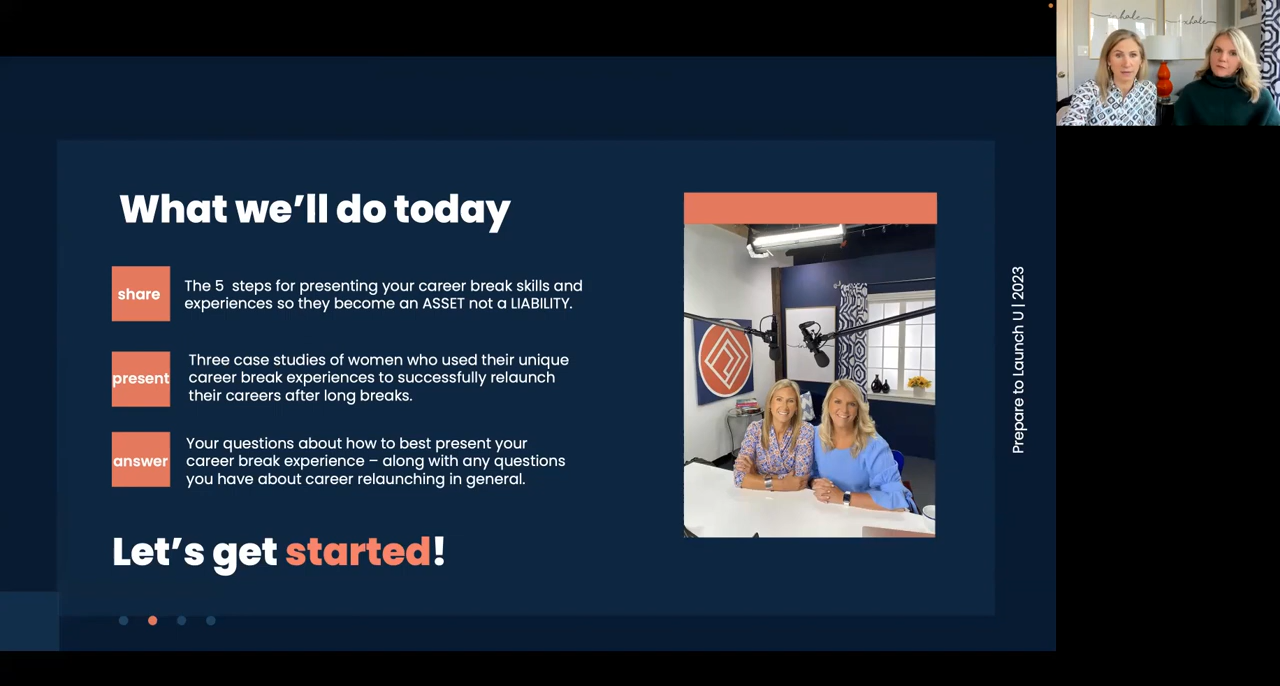 What we'll do today
share
The 5 steps for presenting your career break skills and
experiences so they become an ASSET not a LIABILITY.
present
Three case studies of women who used their unique
career break experiences to successfully relaunch
their careers after long breaks.
answer
Your questions about how to best present your
career break experience – along with any questions
you have about career relaunching in general.
Let's get started!
Prepare to Launch U | 2023
inhale
exhale